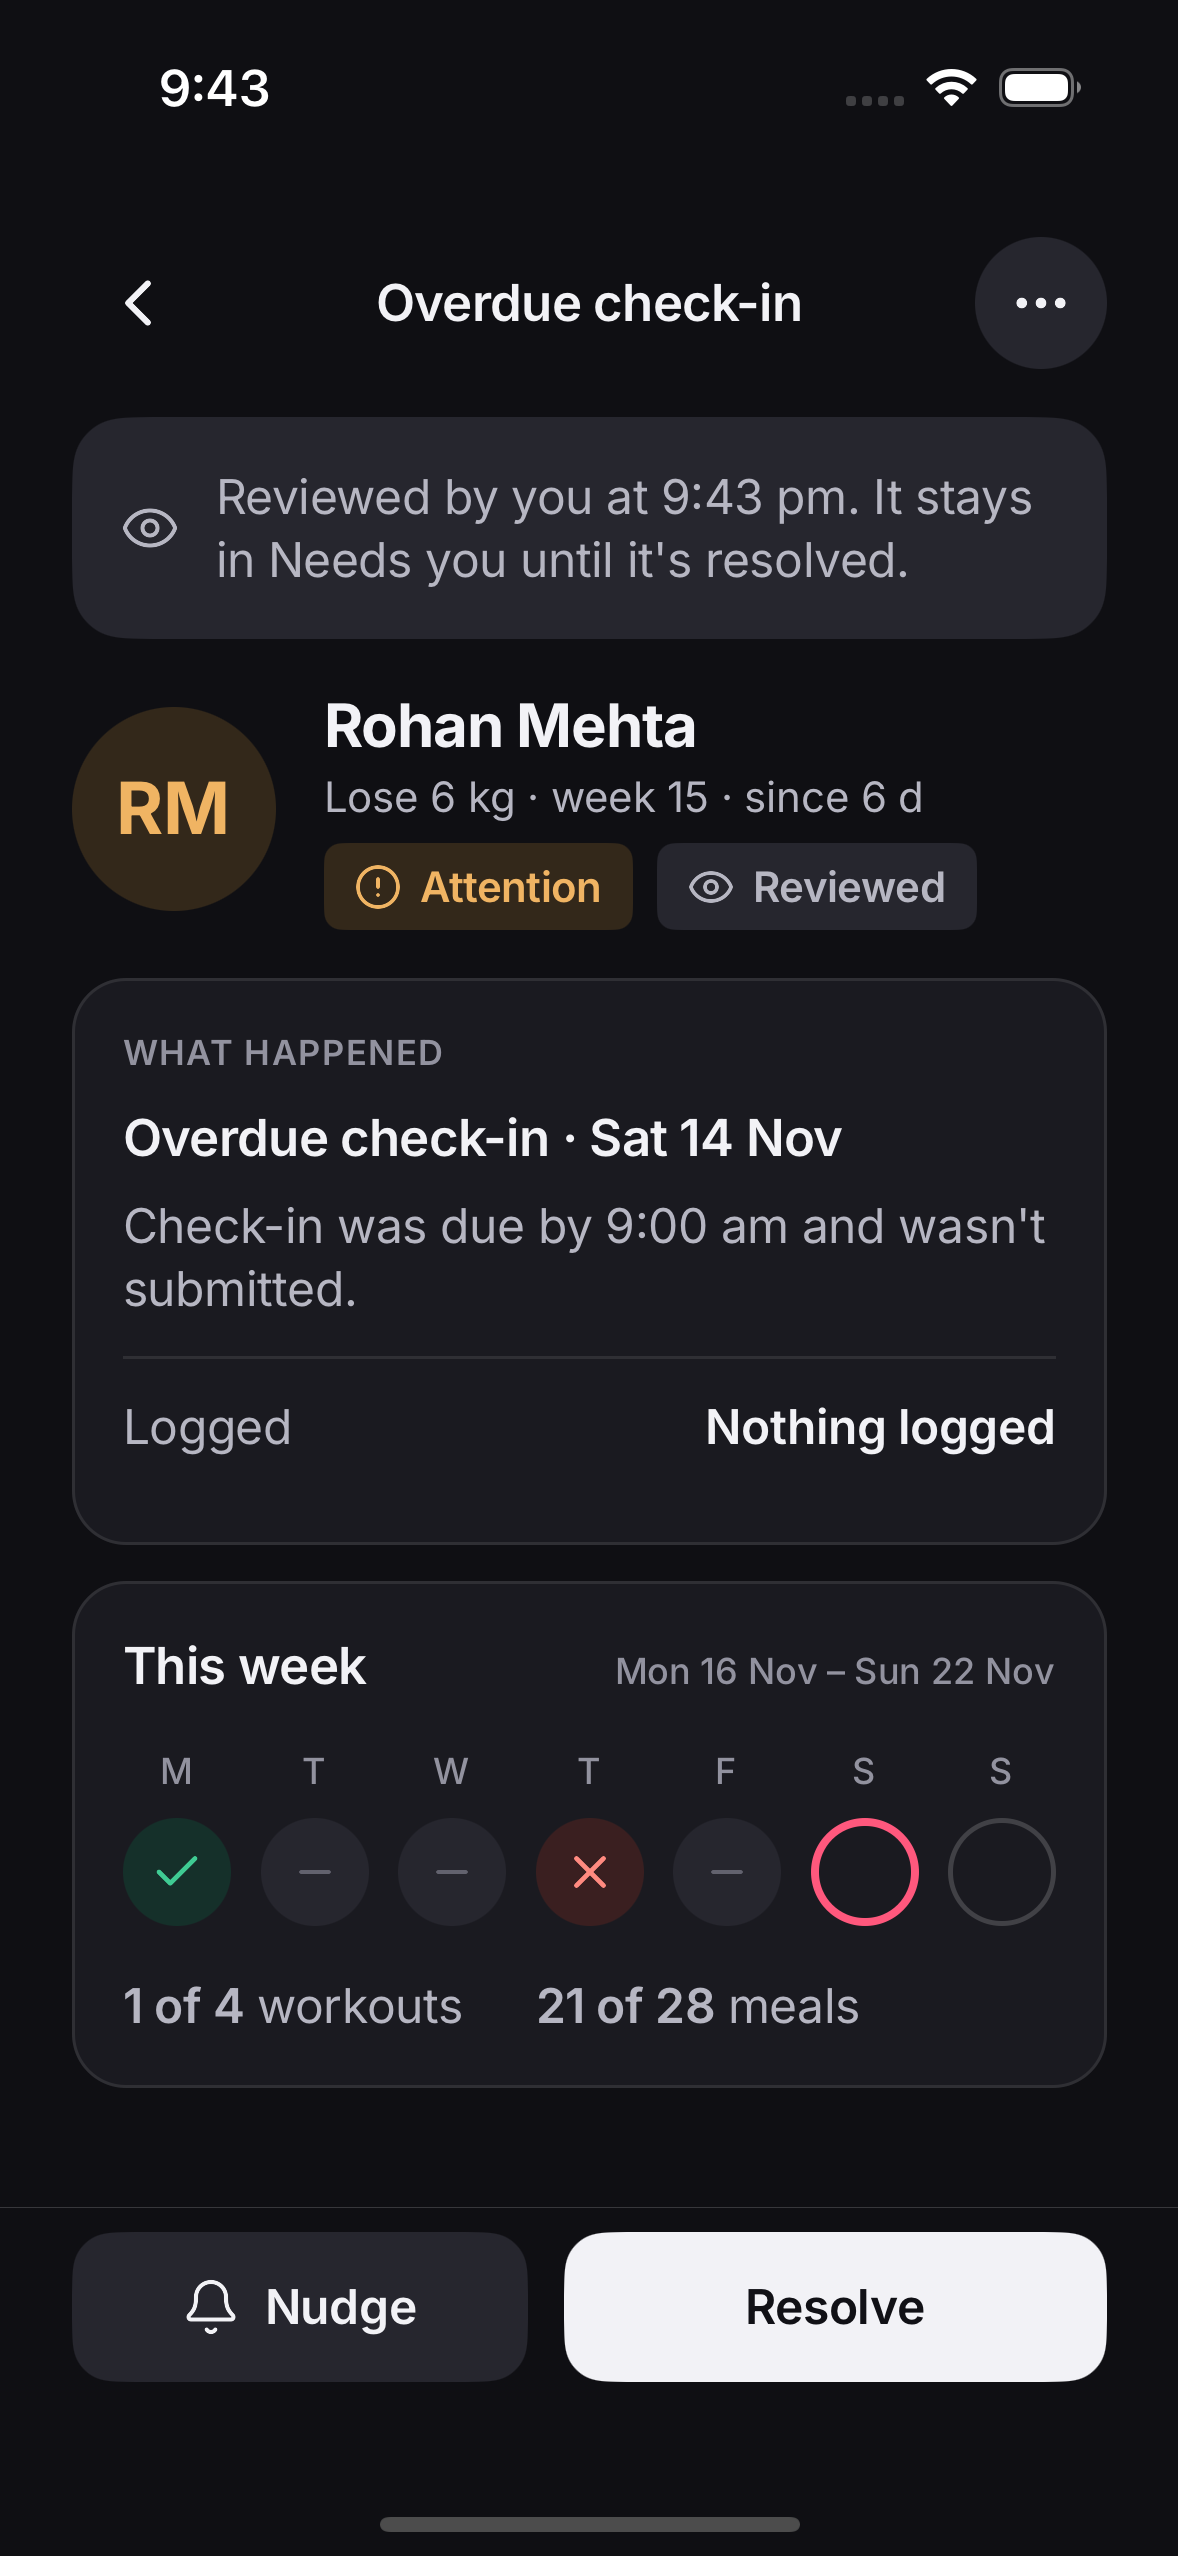 9:43
Overdue check-in
Reviewed by you at 9:43 pm. It stays
in Needs you until it's resolved.
RM
Rohan Mehta
Lose 6 kg · week 15 · since 6 d
Attention
Reviewed
WHAT HAPPENED
Overdue check-in · Sat 14 Nov
Check-in was due by 9:00 am and wasn't
submitted.
Logged Nothing logged
This week Mon 16 Nov – Sun 22 Nov
M T W T F S S
1 of 4 workouts 21 of 28 meals
Nudge
Resolve